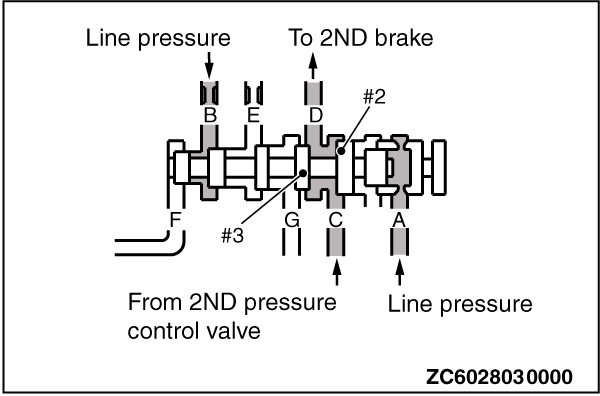 Line pressure
To 2ND brake
#2
B
E
D
F
G
C
A
#3
From 2ND pressure
control valve
Line pressure
ZC6028030000